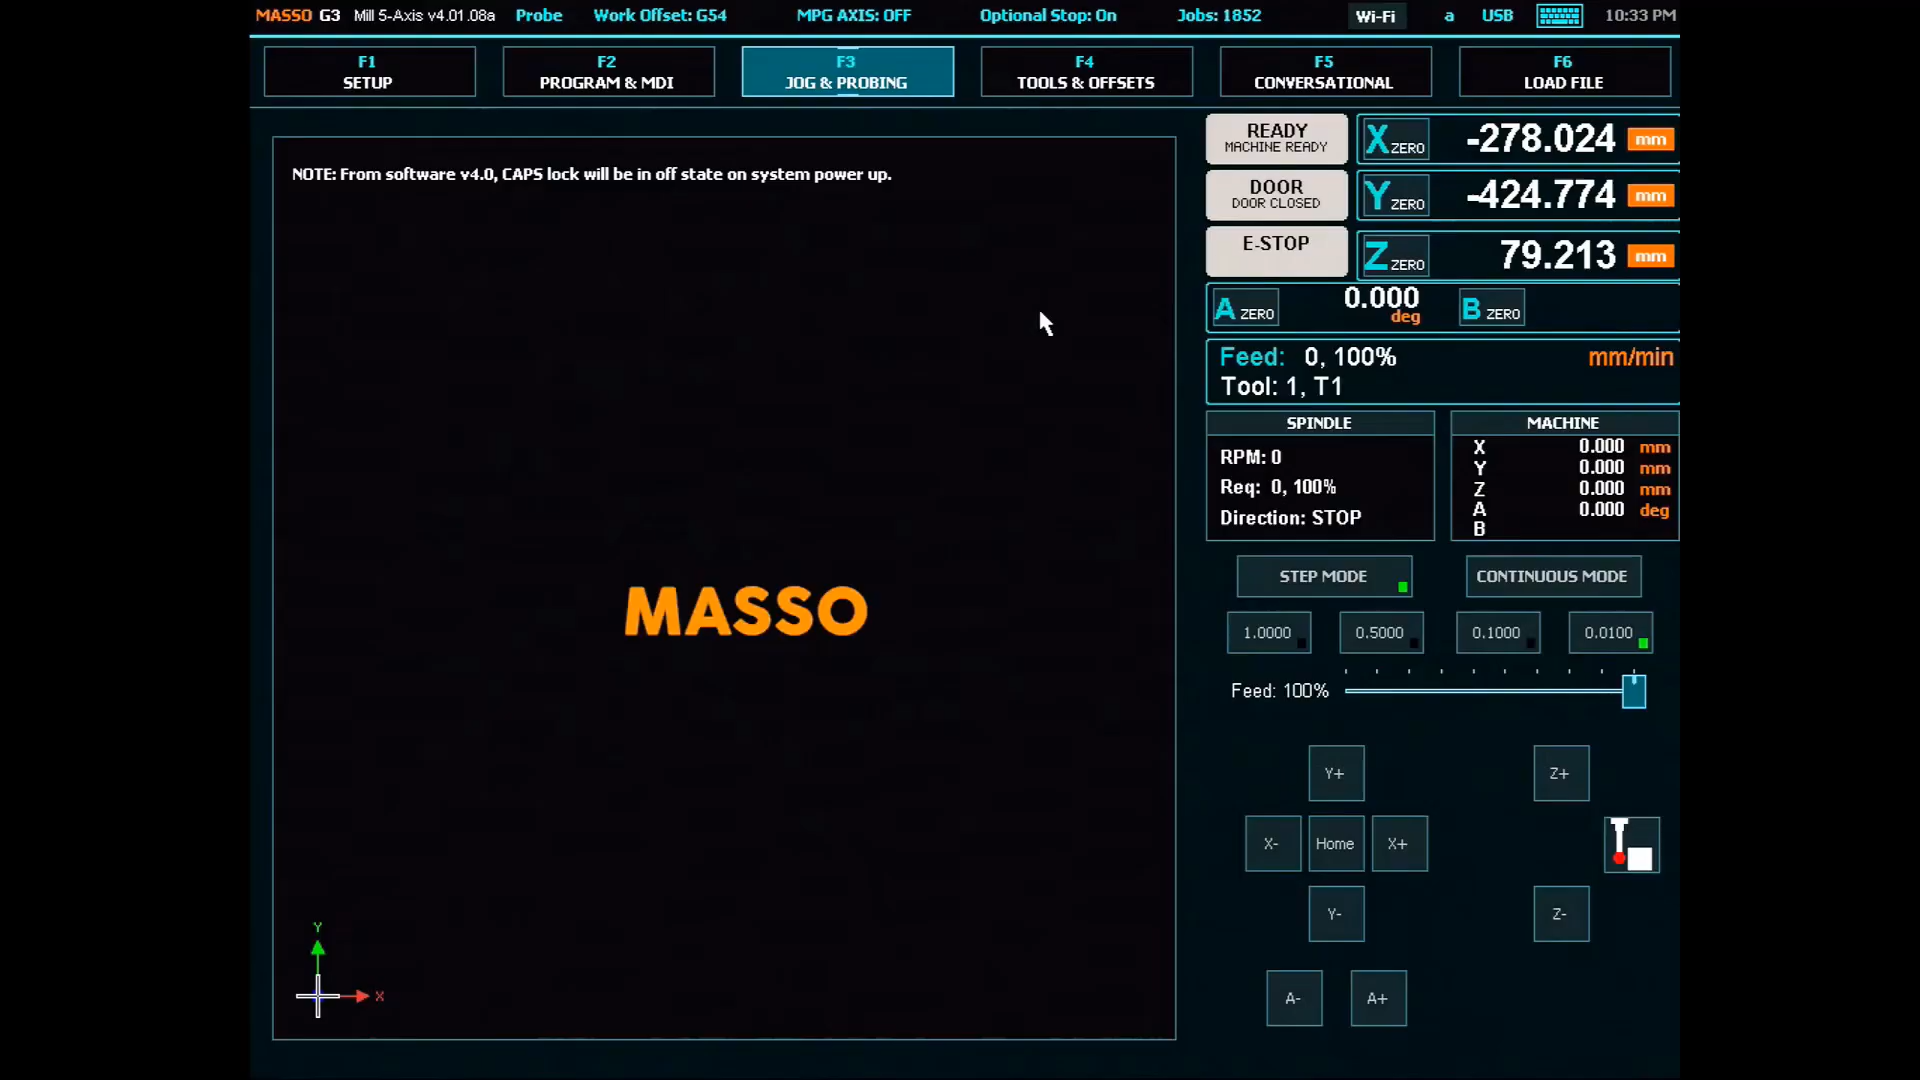 MASSO G3 Mill 5-Axis v4.01.08a Probe Work Offset: G54 MPG AXIS: OFF Optional Stop: On Jobs: 1852 Wi-Fi a USB 10:33 PM
F1 F2 F3 F4 F5 F6
SETUP PROGRAM & MDI JOG & PROBING TOOLS & OFFSETS CONVERSATIONAL LOAD FILE
NOTE: From software v4.0, CAPS lock will be in off state on system power up.
MASSO
Y
X
READY
MACHINE READY
X ZERO -278.024 mm
DOOR
DOOR CLOSED
Y ZERO -424.774 mm
E-STOP
Z ZERO 79.213 mm
A ZERO 0.000 deg B ZERO
Feed: 0, 100% mm/min
Tool: 1, T1
SPINDLE
RPM: 0
Req: 0, 100%
Direction: STOP
MACHINE
X 0.000 mm
Y 0.000 mm
Z 0.000 mm
A 0.000 deg
B
STEP MODE CONTINUOUS MODE
1.0000 0.5000 0.1000 0.0100
Feed: 100%
Y+ Z+
X- Home X+
Y- Z-
A- A+